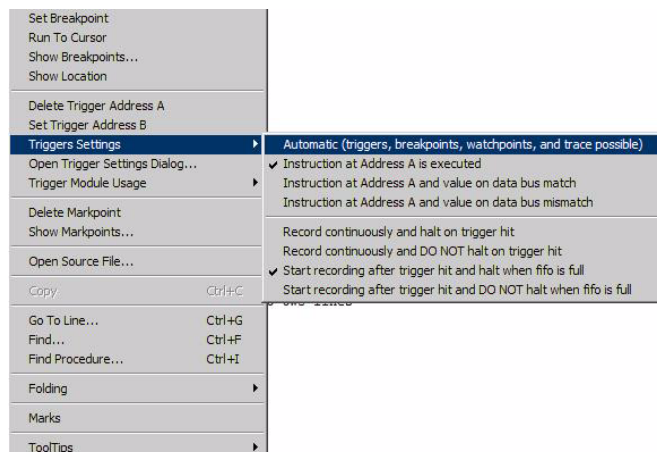 Set Breakpoint
Run To Cursor
Show Breakpoints...
Show Location
Delete Trigger Address A
Set Trigger Address B
Triggers Settings
Open Trigger Settings Dialog...
Trigger Module Usage
Delete Markpoint
Show Markpoints...
Open Source File...
Copy Ctrl+C
Go To Line... Ctrl+G
Find... Ctrl+F
Find Procedure... Ctrl+I
Folding
Marks
ToolTips
Automatic (triggers, breakpoints, watchpoints, and trace possible)
Instruction at Address A is executed
Instruction at Address A and value on data bus match
Instruction at Address A and value on data bus mismatch
Record continuously and halt on trigger hit
Record continuously and DO NOT halt on trigger hit
Start recording after trigger hit and halt when fifo is full
Start recording after trigger hit and DO NOT halt when fifo is full